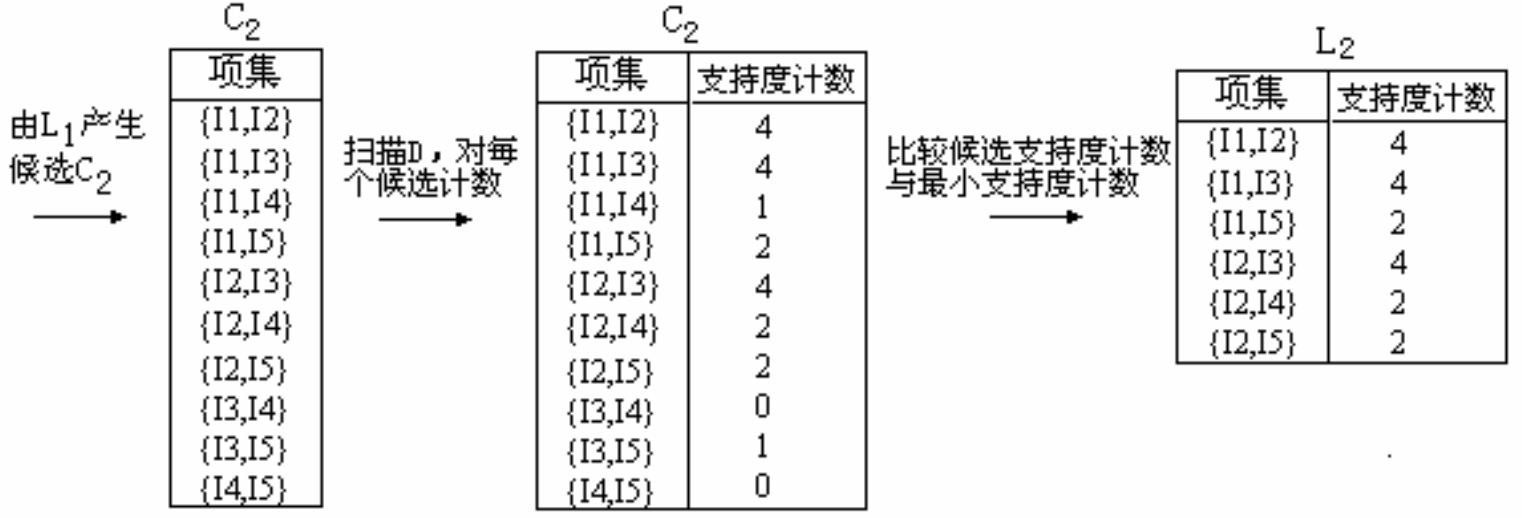 由L1产生
候选C2
C2
项集
{I1,I2}
{I1,I3}
{I1,I4}
{I1,I5}
{I2,I3}
{I2,I4}
{I2,I5}
{I3,I4}
{I3,I5}
{I4,I5}
扫描D，对每
个候选计数
C2
项集 支持度计数
{I1,I2} 4
{I1,I3} 4
{I1,I4} 1
{I1,I5} 2
{I2,I3} 4
{I2,I4} 2
{I2,I5} 2
{I3,I4} 0
{I3,I5} 1
{I4,I5} 0
比较候选支持度计数
与最小支持度计数
L2
项集 支持度计数
{I1,I2} 4
{I1,I3} 4
{I1,I5} 2
{I2,I3} 4
{I2,I4} 2
{I2,I5} 2